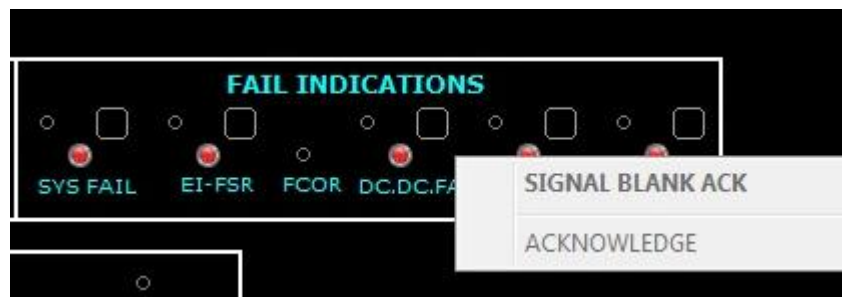 FAIL INDICATIONS
SYS FAIL EI-FSR FCOR DC.DC.FA
SIGNAL BLANK ACK
ACKNOWLEDGE